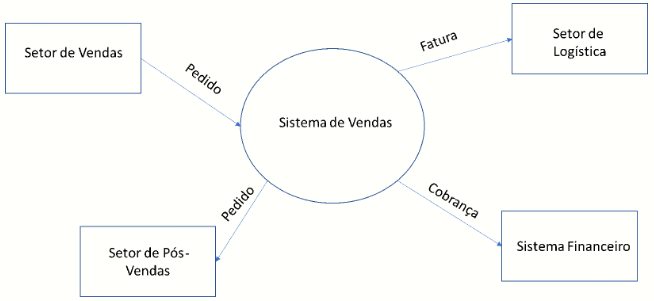 Setor de Vendas
Pedido
Sistema de Vendas
Fatura
Setor de
Logística
Pedido
Cobrança
Setor de Pós-
Vendas
Sistema Financeiro